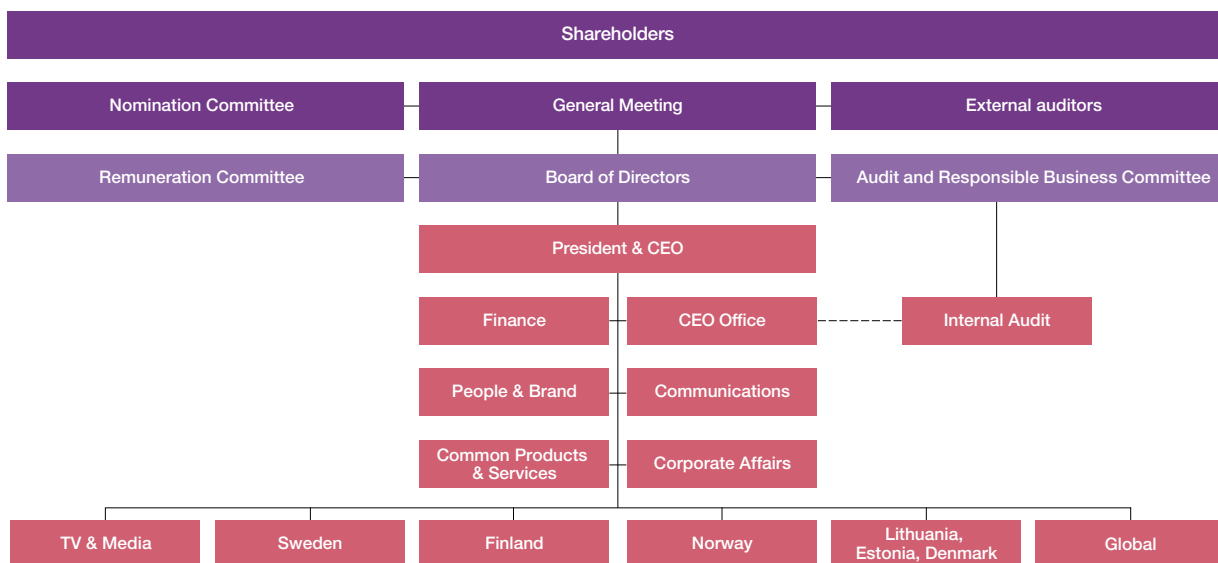 Shareholders
Nomination Committee
General Meeting
External auditors
Remuneration Committee
Board of Directors
Audit and Responsible Business Committee
President & CEO
Finance
CEO Office
Internal Audit
People & Brand
Communications
Common Products
& Services
Corporate Affairs
TV & Media
Sweden
Finland
Norway
Lithuania,
Estonia, Denmark
Global